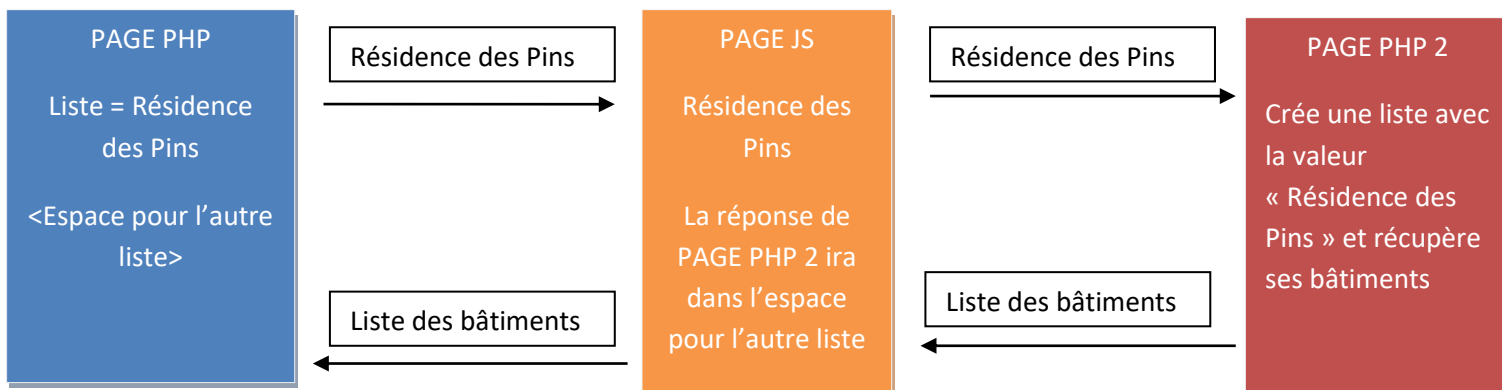 PAGE PHP
Liste = Résidence
des Pins
<Espace pour l’autre
liste>
Résidence des Pins
Liste des bâtiments
PAGE JS
Résidence des
Pins
La réponse de
PAGE PHP 2 ira
dans l’espace
pour l’autre liste
Résidence des Pins
Liste des bâtiments
PAGE PHP 2
Crée une liste avec
la valeur
« Résidence des
Pins » et récupère
ses bâtiments